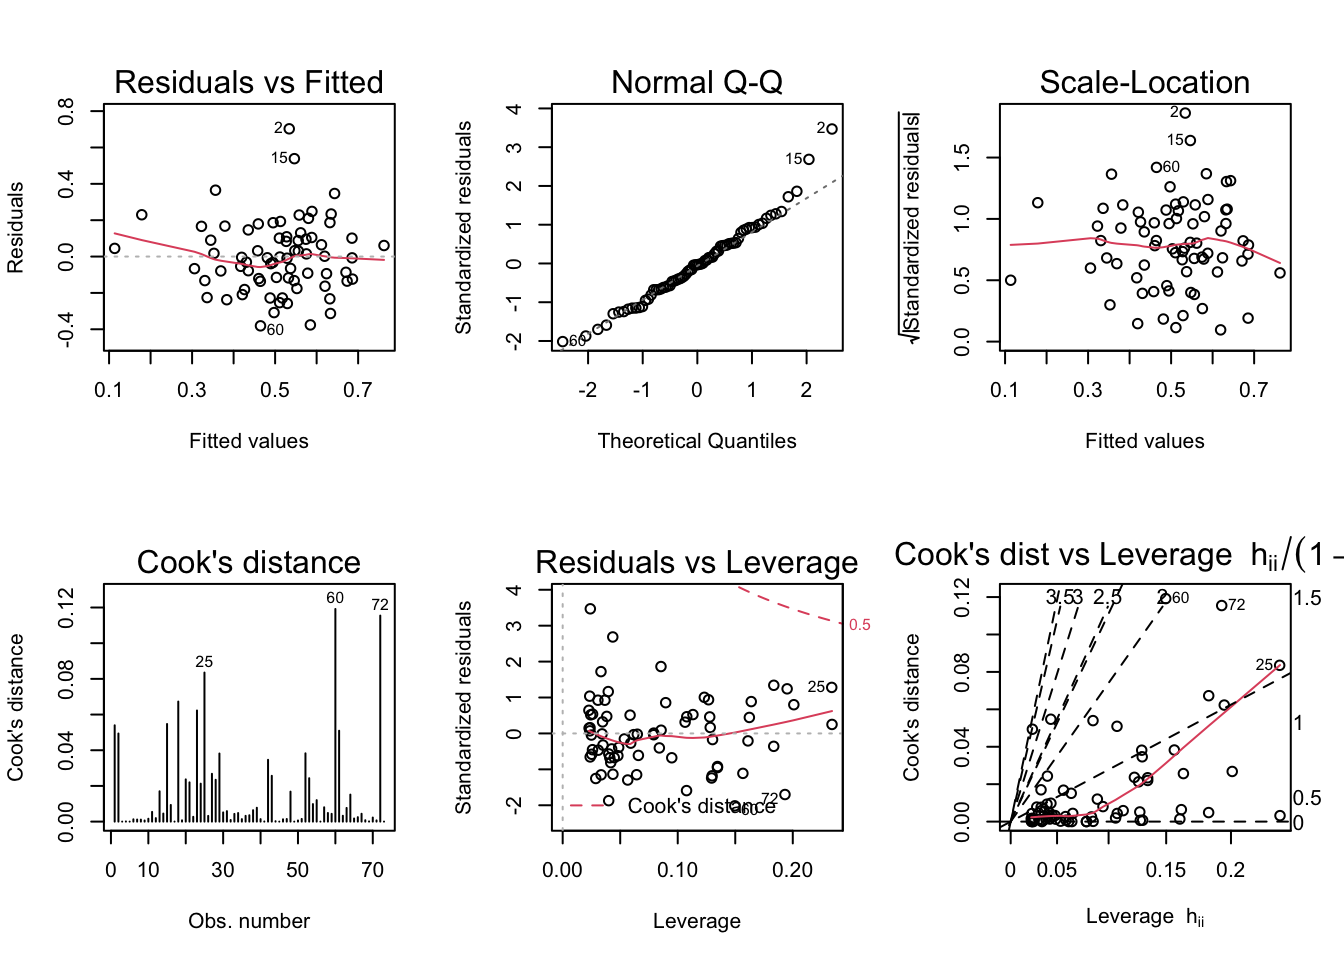 Residuals vs Fitted
Residuals
-0.4 0.0 0.4 0.8
2
15
60
0.1 0.3 0.5 0.7
Fitted values
Normal Q-Q
Standardized residuals
-2 -1 0 1 2 3 4
2
15
60
-2 -1 0 1 2
Theoretical Quantiles
Scale-Location
√|Standardized residuals|
0.0 0.5 1.0 1.5
2
15
60
0.1 0.3 0.5 0.7
Fitted values
Cook's distance
Cook's distance
0.00 0.04 0.08 0.12
60
72
25
0 10 30 50 70
Obs. number
Residuals vs Leverage
Standardized residuals
-2 0 1 2 3 4
0.5
25
72
60
Cook's distance
0.00 0.10 0.20
Leverage
Cook's dist vs Leverage hii/(1 −
Cook's distance
0.00 0.04 0.08 0.12
3.5 3 2.5 2
60
72
25
1.5
1
0.5
0
0 0.05 0.15 0.2
Leverage hii